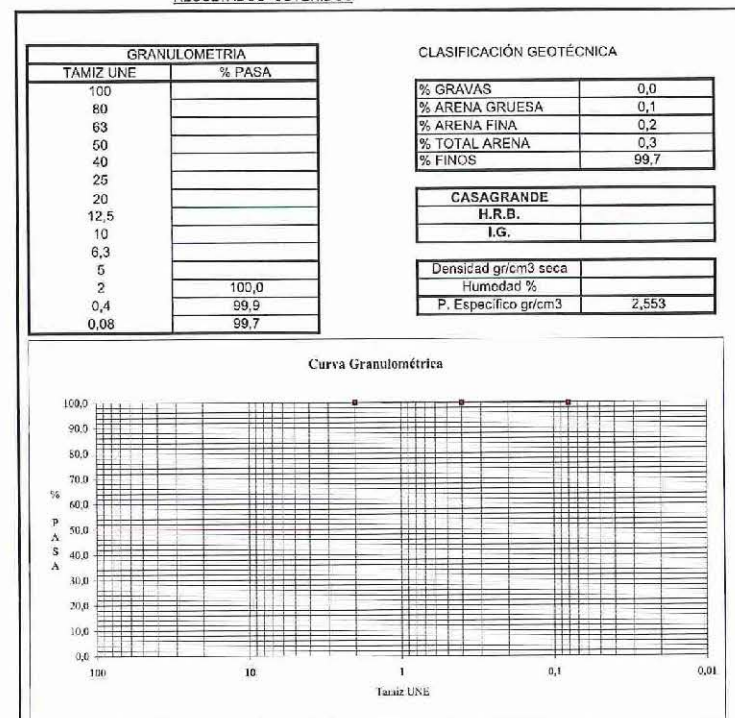 RESULTADOS OBTENIDOS
GRANULOMETRIA
TAMIZ UNE % PASA
100
80
63
50
40
25
20
12,5
10
6,3
5
2 100,0
0,4 99,9
0,08 99,7
CLASIFICACIÓN GEOTÉCNICA
% GRAVAS 0,0
% ARENA GRUESA 0,1
% ARENA FINA 0,2
% TOTAL ARENA 0,3
% FINOS 99,7
CASAGRANDE
H.R.B.
I.G.
Densidad gr/cm3 seca
Humedad %
P. Específico gr/cm3 2,553
Curva Granulométrica
100,0
90,0
80,0
70,0
60,0
50,0
40,0
30,0
20,0
10,0
0,0
% PASA
100 10 1 0,1 0,01
Tamiz UNE